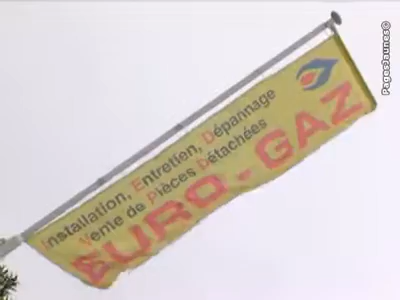 Installation, Entretien, Dépannage
Vente de Pièces Détachées
EURO-GAZ
PagesJaunes©